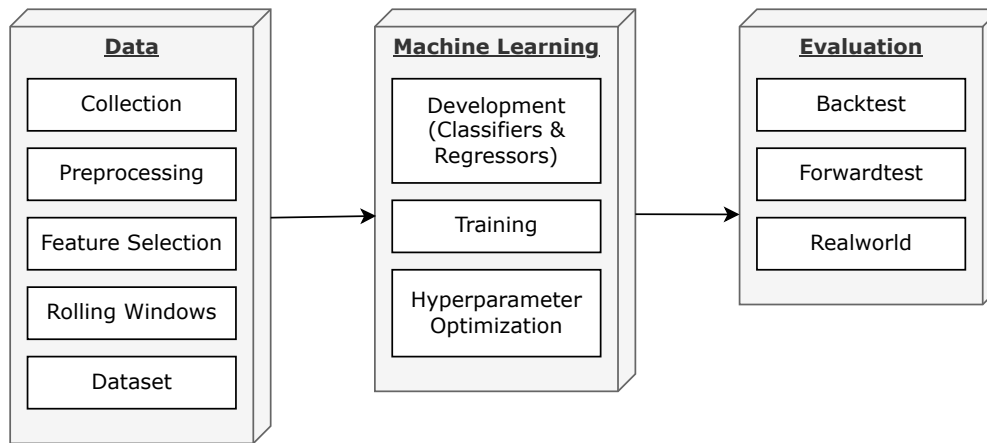 Data
Collection
Preprocessing
Feature Selection
Rolling Windows
Dataset
Machine Learning
Development
(Classifiers &
Regressors)
Training
Hyperparameter
Optimization
Evaluation
Backtest
Forwardtest
Realworld